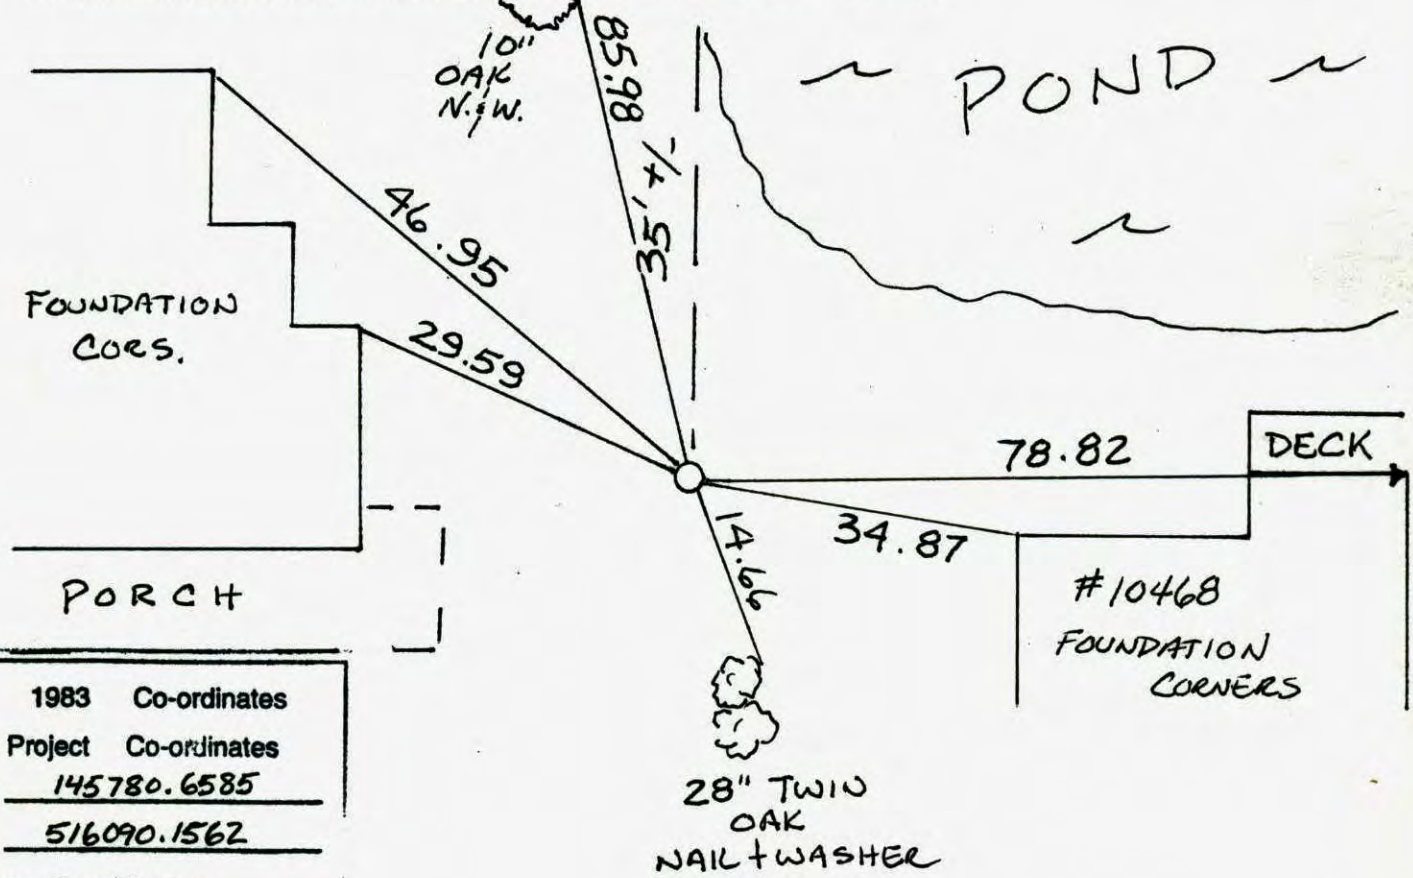 10"
OAK
N.&W.
85.98
35' +/-
~ POND ~
~
46.95
29.59
FOUNDATION
CORS.
78.82
DECK
34.87
14.66
PORCH
#10468
FOUNDATION
CORNERS
1983 Co-ordinates
Project Co-ordinates
145780.6585
516090.1562
28" TWIN
OAK
NAIL + WASHER